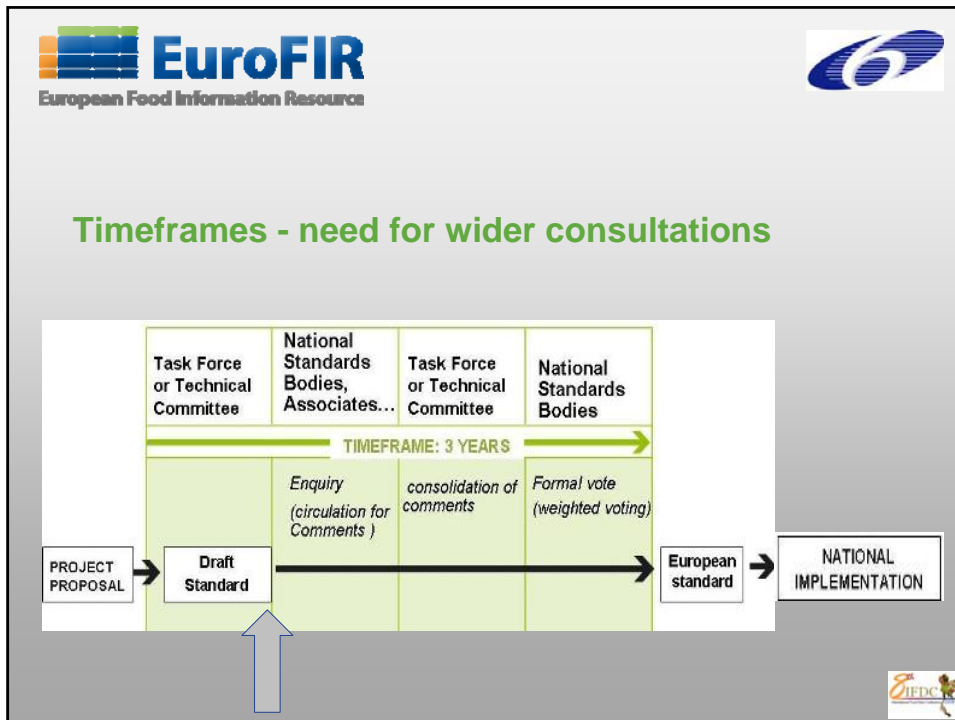 EuroFIR
European Food Information Resource
6
Timeframes - need for wider consultations
Task Force
or Technical
Committee
National
Standards
Bodies,
Associates...
Task Force
or Technical
Committee
National
Standards
Bodies
TIMEFRAME: 3 YEARS
Enquiry
(circulation for
Comments )
consolidation of
comments
Formal vote
(weighted voting)
PROJECT
PROPOSAL
Draft
Standard
European
standard
NATIONAL
IMPLEMENTATION
IFDC